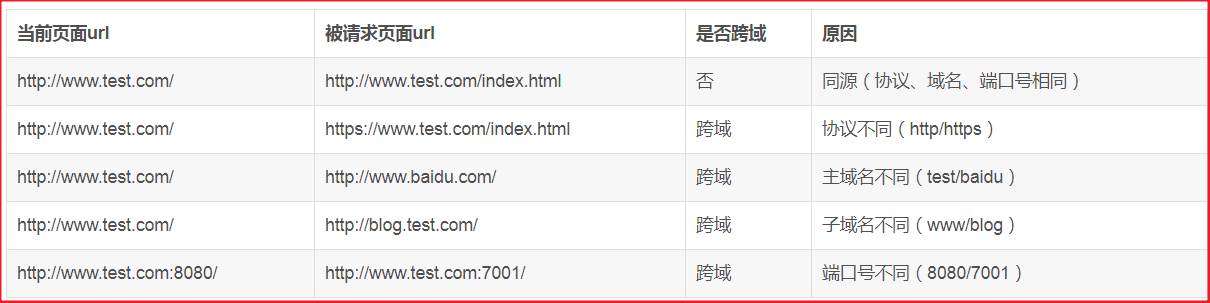 当前页面url 被请求页面url 是否跨域 原因
http://www.test.com/ http://www.test.com/index.html 否 同源（协议、域名、端口号相同）
http://www.test.com/ https://www.test.com/index.html 跨域 协议不同（http/https）
http://www.test.com/ http://www.baidu.com/ 跨域 主域名不同（test/baidu）
http://www.test.com/ http://blog.test.com/ 跨域 子域名不同（www/blog）
http://www.test.com:8080/ http://www.test.com:7001/ 跨域 端口号不同（8080/7001）